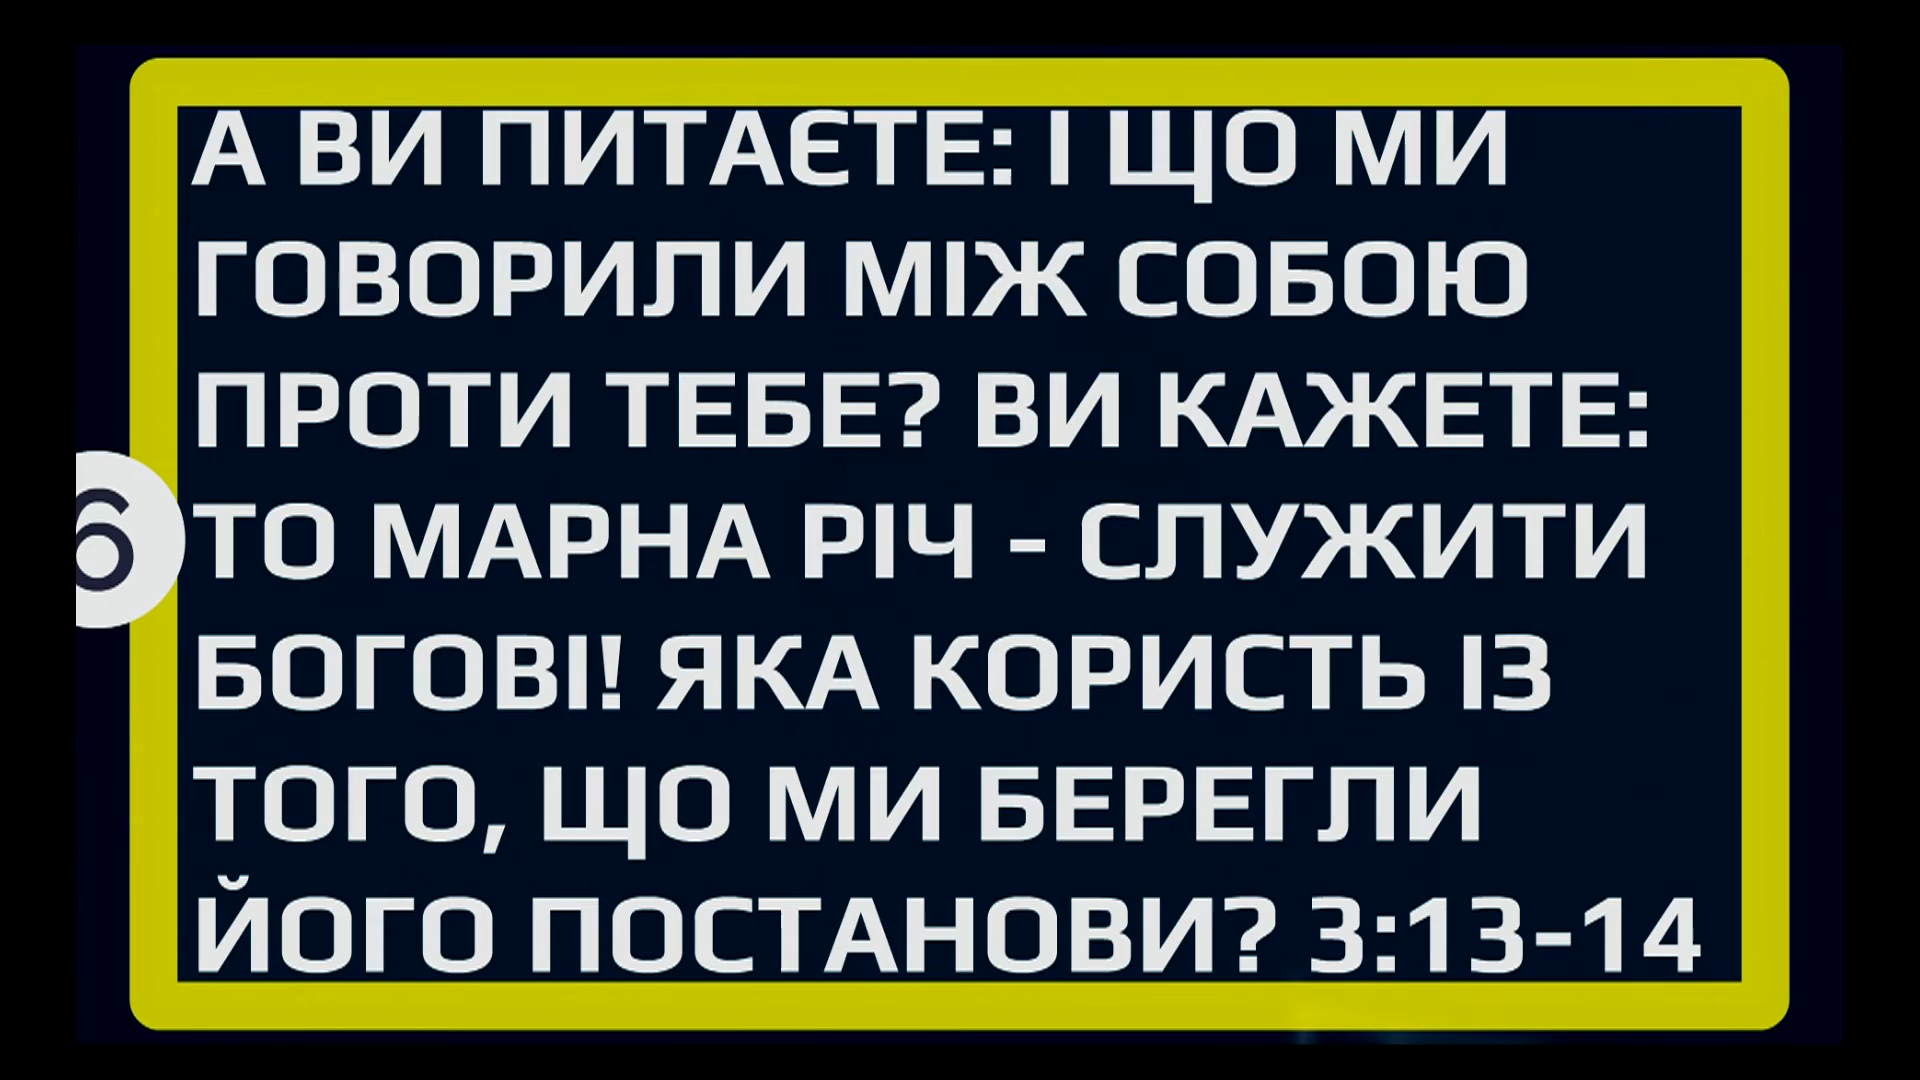 А ВИ ПИТАЄТЕ: І ЩО МИ
ГОВОРИЛИ МІЖ СОБОЮ
ПРОТИ ТЕБЕ? ВИ КАЖЕТЕ:
6
ТО МАРНА РІЧ - СЛУЖИТИ
БОГОВІ! ЯКА КОРИСТЬ ІЗ
ТОГО, ЩО МИ БЕРЕГЛИ
ЙОГО ПОСТАНОВИ? 3:13-14